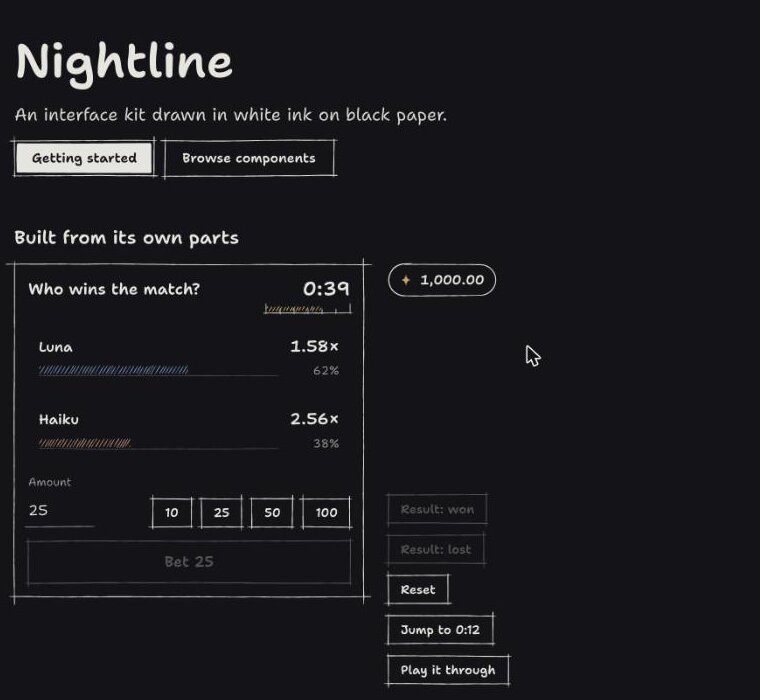 Nightline
An interface kit drawn in white ink on black paper.
Getting started
Browse components
Built from its own parts
Who wins the match?
0:39
1,000.00
Luna
1.58×
62%
Haiku
2.56×
38%
Amount
25
10
25
50
100
Bet 25
Result: won
Result: lost
Reset
Jump to 0:12
Play it through